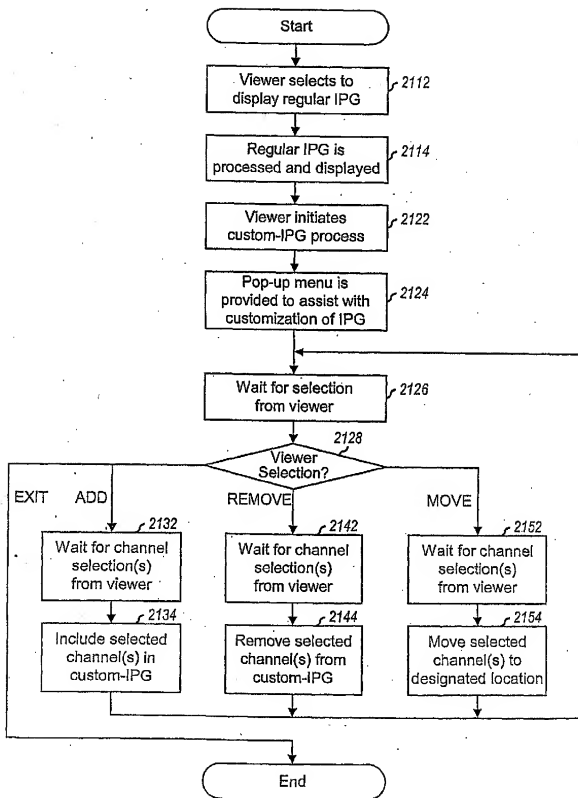 Start
Viewer selects to
display regular IPG
2112
Regular IPG is
processed and displayed
2114
Viewer initiates
custom-IPG process
2122
Pop-up menu is
provided to assist with
customization of IPG
2124
Wait for selection
from viewer
2126
2128
Viewer
Selection?
EXIT
ADD
REMOVE
MOVE
2132
Wait for channel
selection(s)
from viewer
2142
Wait for channel
selection(s)
from viewer
2152
Wait for channel
selection(s)
from viewer
2134
Include selected
channel(s) in
custom-IPG
2144
Remove selected
channel(s) from
custom-IPG
2154
Move selected
channel(s) to
designated location
End